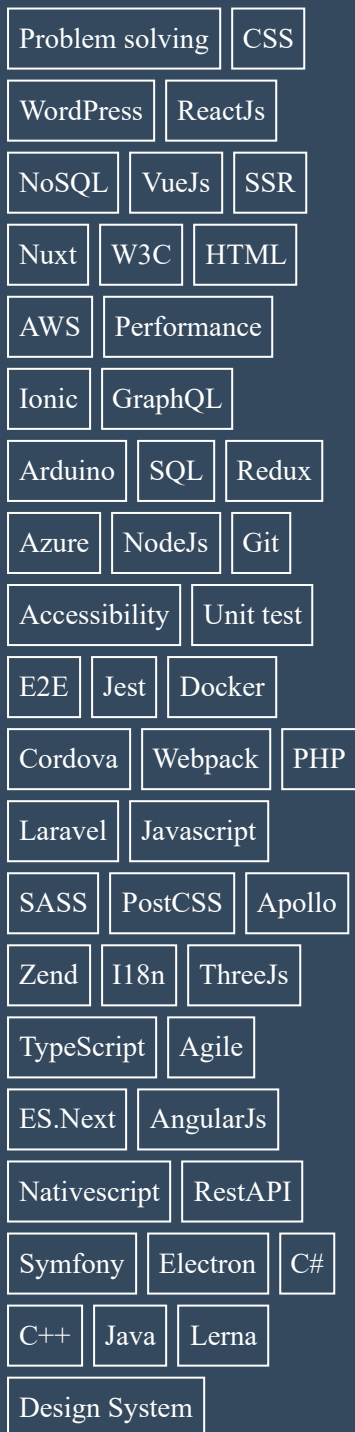 Problem solving CSS
WordPress ReactJs
NoSQL VueJs SSR
Nuxt W3C HTML
AWS Performance
Ionic GraphQL
Arduino SQL Redux
Azure NodeJs Git
Accessibility Unit test
E2E Jest Docker
Cordova Webpack PHP
Laravel Javascript
SASS PostCSS Apollo
Zend I18n ThreeJs
TypeScript Agile
ES.Next AngularJs
Nativescript RestAPI
Symfony Electron C#
C++ Java Lerna
Design System